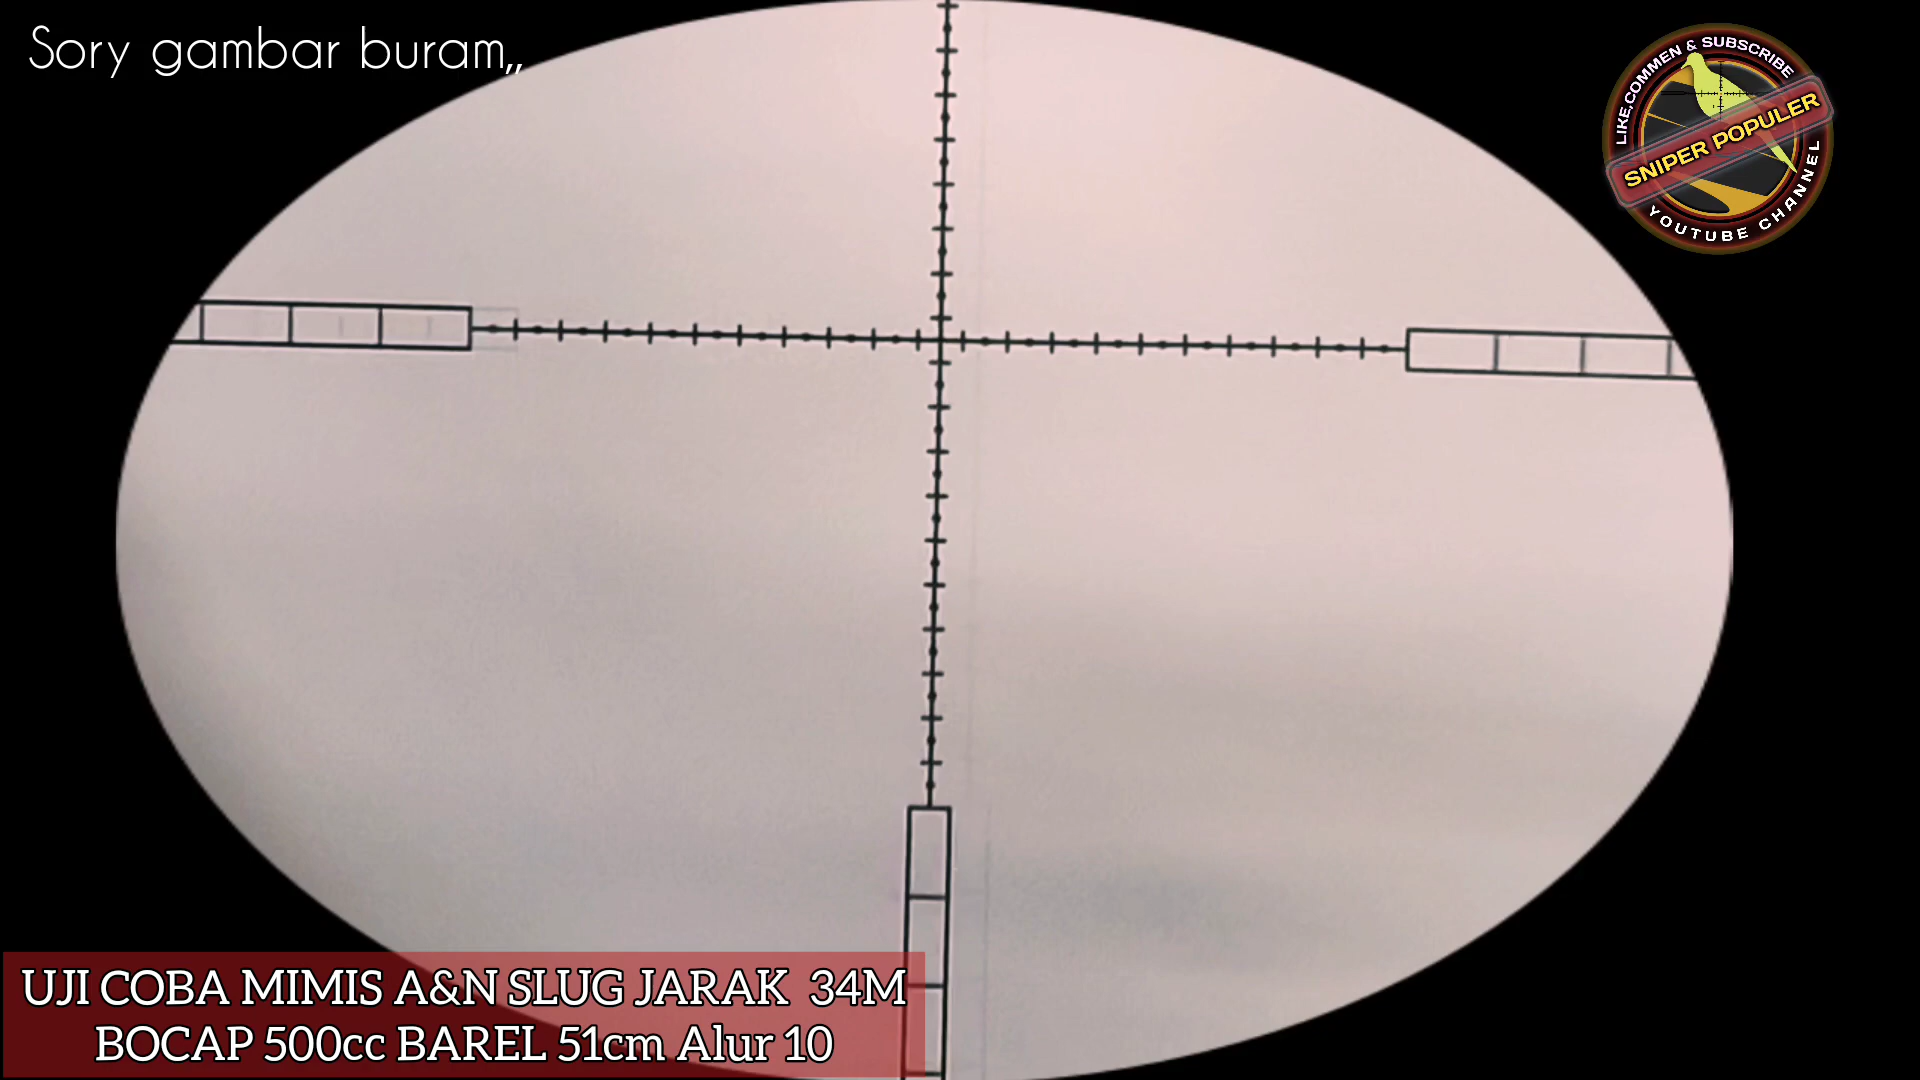 Sory gambar buram,,
LIKE,COMMEN & SUBSCRIBE
SNIPER POPULER
YOUTUBE CHANNEL
UJI COBA MIMIS A&N SLUG JARAK 34M
BOCAP 500cc BAREL 51cm Alur 10